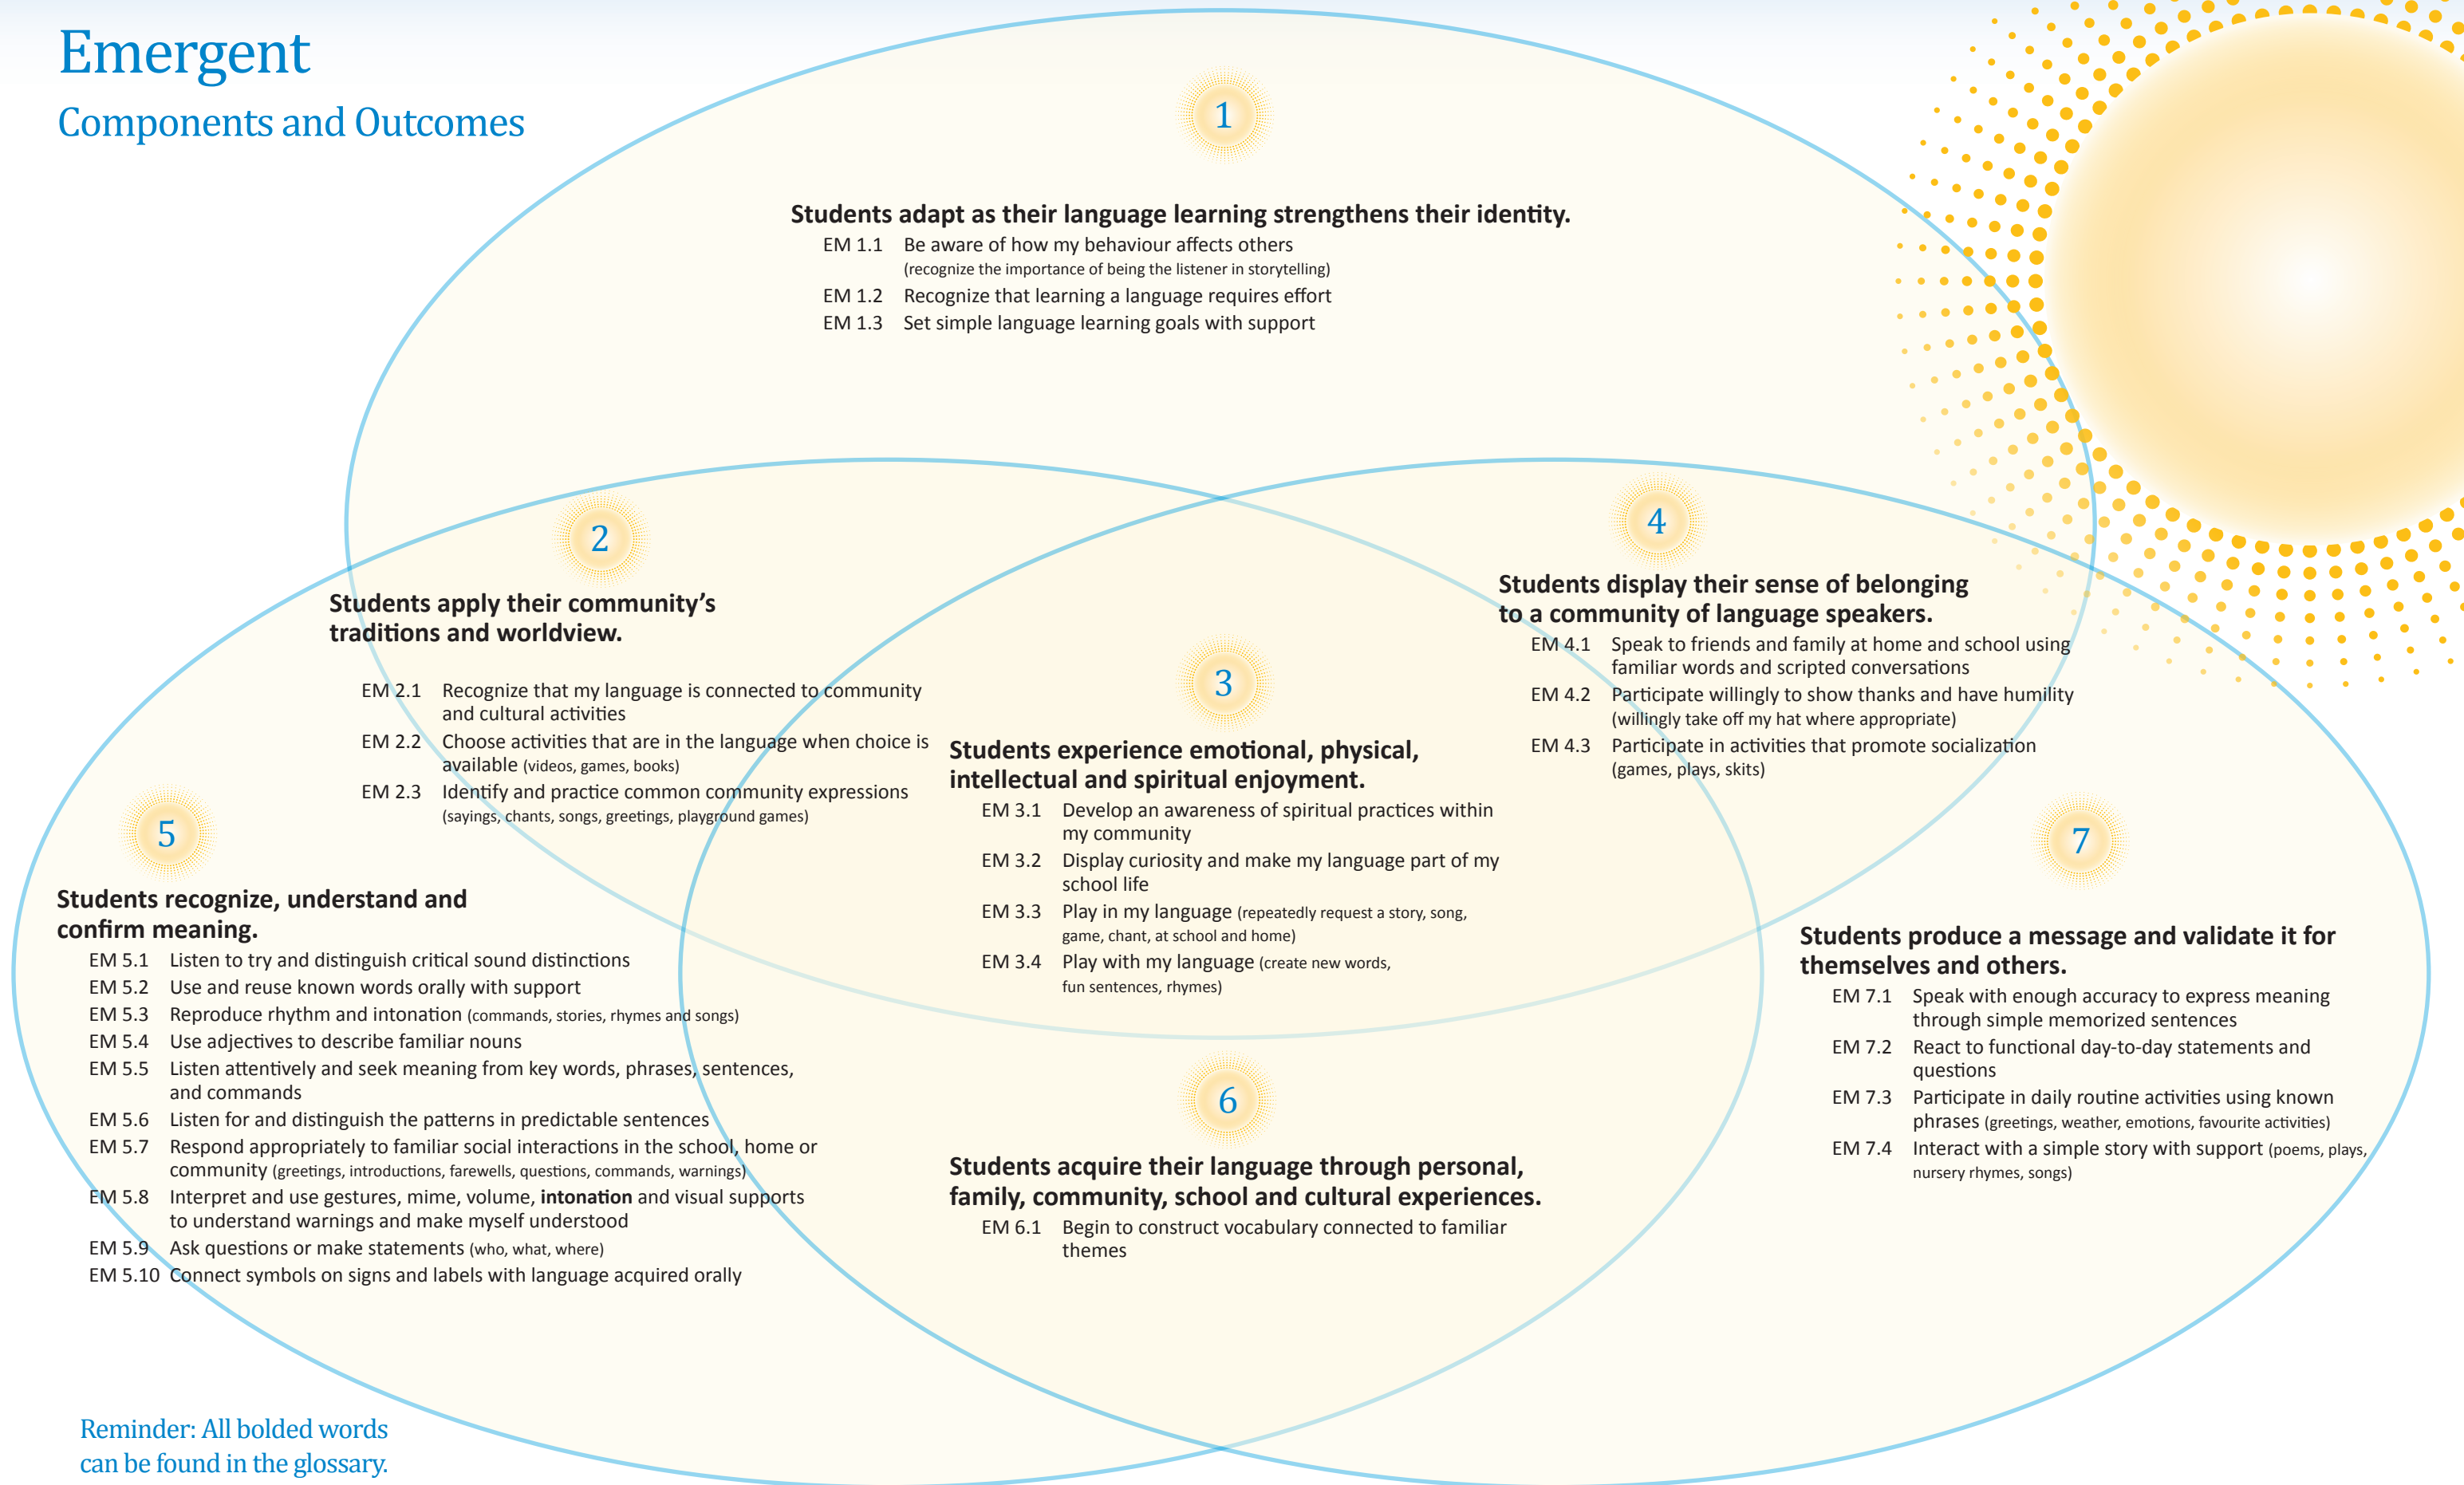 Emergent
Components and Outcomes
1
Students adapt as their language learning strengthens their identity.
EM 1.1 Be aware of how my behaviour affects others
(recognize the importance of being the listener in storytelling)
EM 1.2 Recognize that learning a language requires effort
EM 1.3 Set simple language learning goals with support
2
Students apply their community’s
traditions and worldview.
EM 2.1 Recognize that my language is connected to community
and cultural activities
EM 2.2 Choose activities that are in the language when choice is
available (videos, games, books)
EM 2.3 Identify and practice common community expressions
(sayings, chants, songs, greetings, playground games)
3
Students experience emotional, physical,
intellectual and spiritual enjoyment.
EM 3.1 Develop an awareness of spiritual practices within
my community
EM 3.2 Display curiosity and make my language part of my
school life
EM 3.3 Play in my language (repeatedly request a story, song,
game, chant, at school and home)
EM 3.4 Play with my language (create new words,
fun sentences, rhymes)
4
Students display their sense of belonging
to a community of language speakers.
EM 4.1 Speak to friends and family at home and school using
familiar words and scripted conversations
EM 4.2 Participate willingly to show thanks and have humility
(willingly take off my hat where appropriate)
EM 4.3 Participate in activities that promote socialization
(games, plays, skits)
5
Students recognize, understand and
confirm meaning.
EM 5.1 Listen to try and distinguish critical sound distinctions
EM 5.2 Use and reuse known words orally with support
EM 5.3 Reproduce rhythm and intonation (commands, stories, rhymes and songs)
EM 5.4 Use adjectives to describe familiar nouns
EM 5.5 Listen attentively and seek meaning from key words, phrases, sentences,
and commands
EM 5.6 Listen for and distinguish the patterns in predictable sentences
EM 5.7 Respond appropriately to familiar social interactions in the school, home or
community (greetings, introductions, farewells, questions, commands, warnings)
EM 5.8 Interpret and use gestures, mime, volume, intonation and visual supports
to understand warnings and make myself understood
EM 5.9 Ask questions or make statements (who, what, where)
EM 5.10 Connect symbols on signs and labels with language acquired orally
6
Students acquire their language through personal,
family, community, school and cultural experiences.
EM 6.1 Begin to construct vocabulary connected to familiar
themes
7
Students produce a message and validate it for
themselves and others.
EM 7.1 Speak with enough accuracy to express meaning
through simple memorized sentences
EM 7.2 React to functional day-to-day statements and
questions
EM 7.3 Participate in daily routine activities using known
phrases (greetings, weather, emotions, favourite activities)
EM 7.4 Interact with a simple story with support (poems, plays,
nursery rhymes, songs)
Reminder: All bolded words
can be found in the glossary.